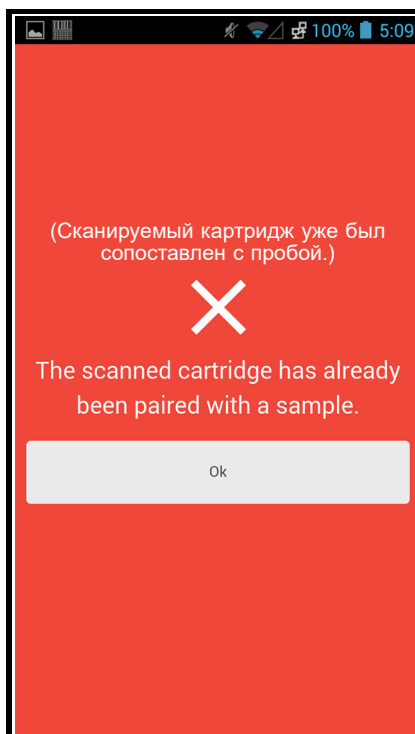 100% 5:09
(Сканируемый картридж уже был
сопоставлен с пробой.)
The scanned cartridge has already
been paired with a sample.
Ok